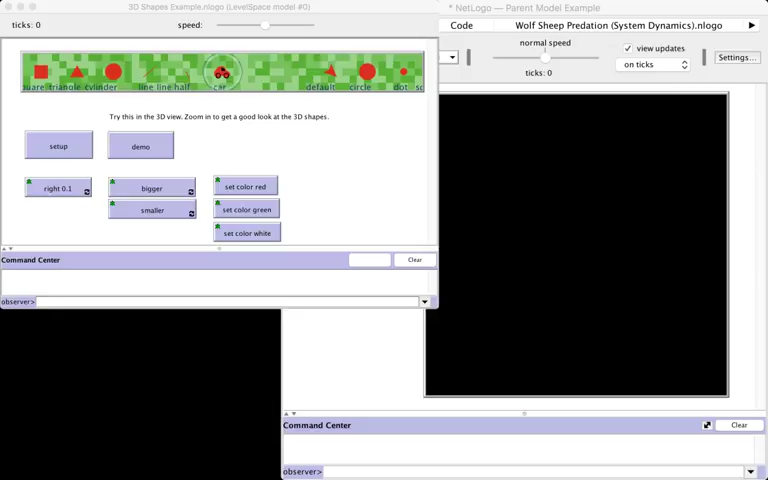 3D Shapes Example.nlogo (LevelSpace model #0)
ticks: 0
speed:
uare triangle cylinder line line half car default circle dot
Try this in the 3D view. Zoom in to get a good look at the 3D shapes.
setup
demo
right 0.1
bigger
smaller
set color red
set color green
set color white
Command Center
Clear
observer>
* NetLogo — Parent Model Example
Code
Wolf Sheep Predation (System Dynamics).nlogo
normal speed
ticks: 0
view updates
on ticks
Settings...
Command Center
Clear
observer>